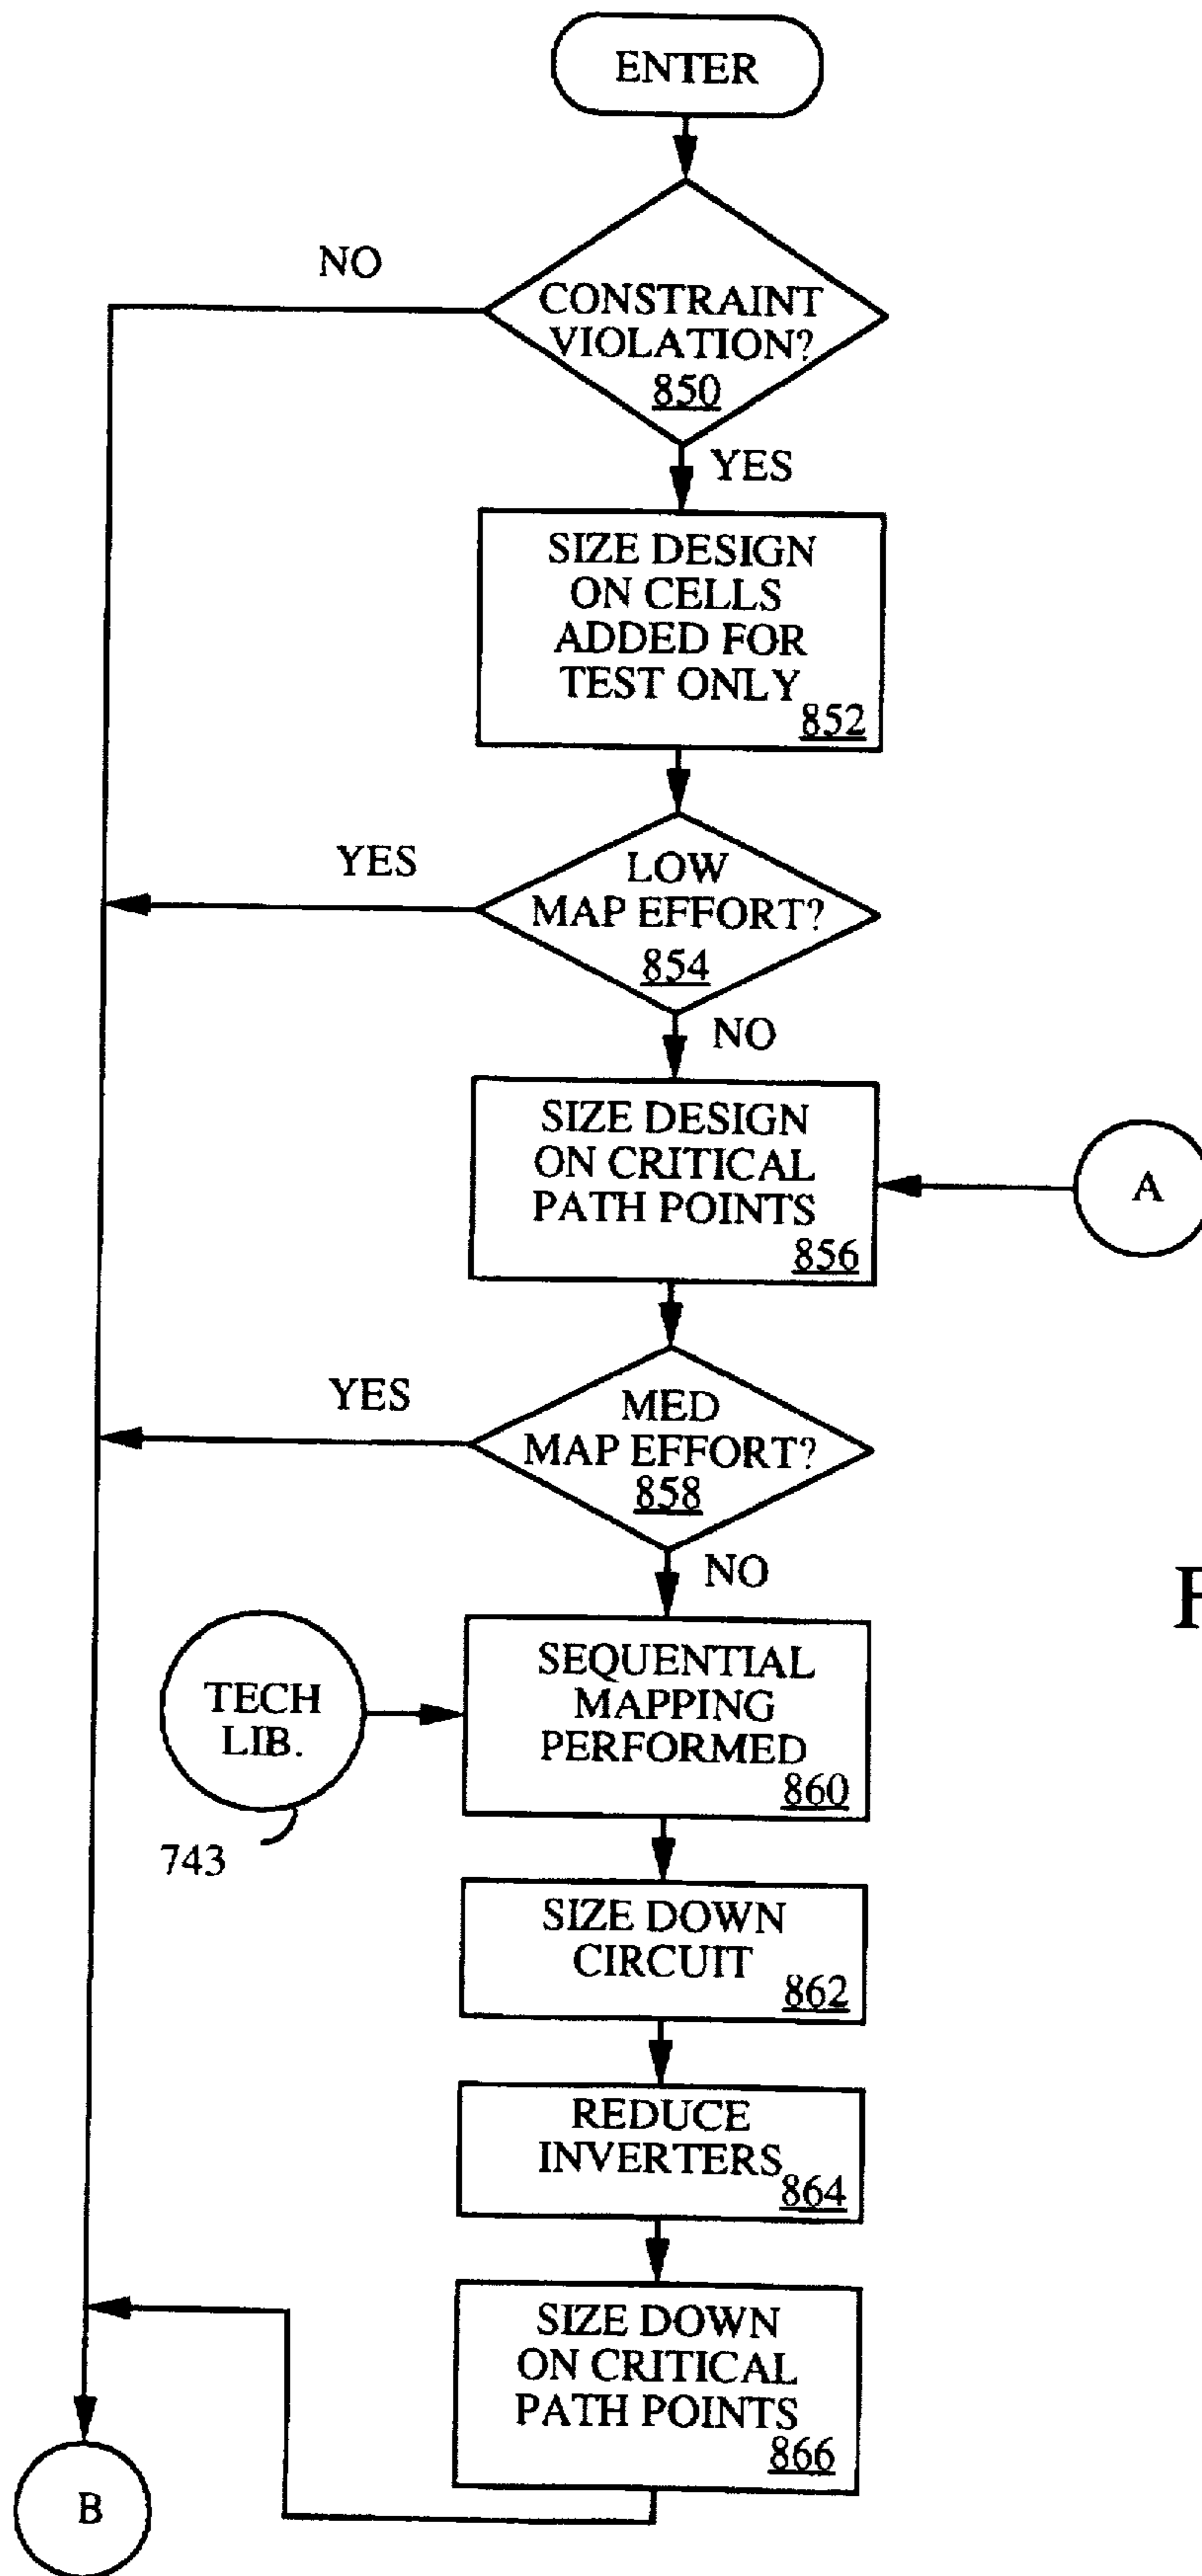 ENTER
NO
CONSTRAINT
VIOLATION?
850
YES
SIZE DESIGN
ON CELLS
ADDED FOR
TEST ONLY
852
YES
LOW
MAP EFFORT?
854
NO
SIZE DESIGN
ON CRITICAL
PATH POINTS
856
A
YES
MED
MAP EFFORT?
858
NO
F
TECH
LIB.
743
SEQUENTIAL
MAPPING
PERFORMED
860
SIZE DOWN
CIRCUIT
862
REDUCE
INVERTERS
864
SIZE DOWN
ON CRITICAL
PATH POINTS
866
B